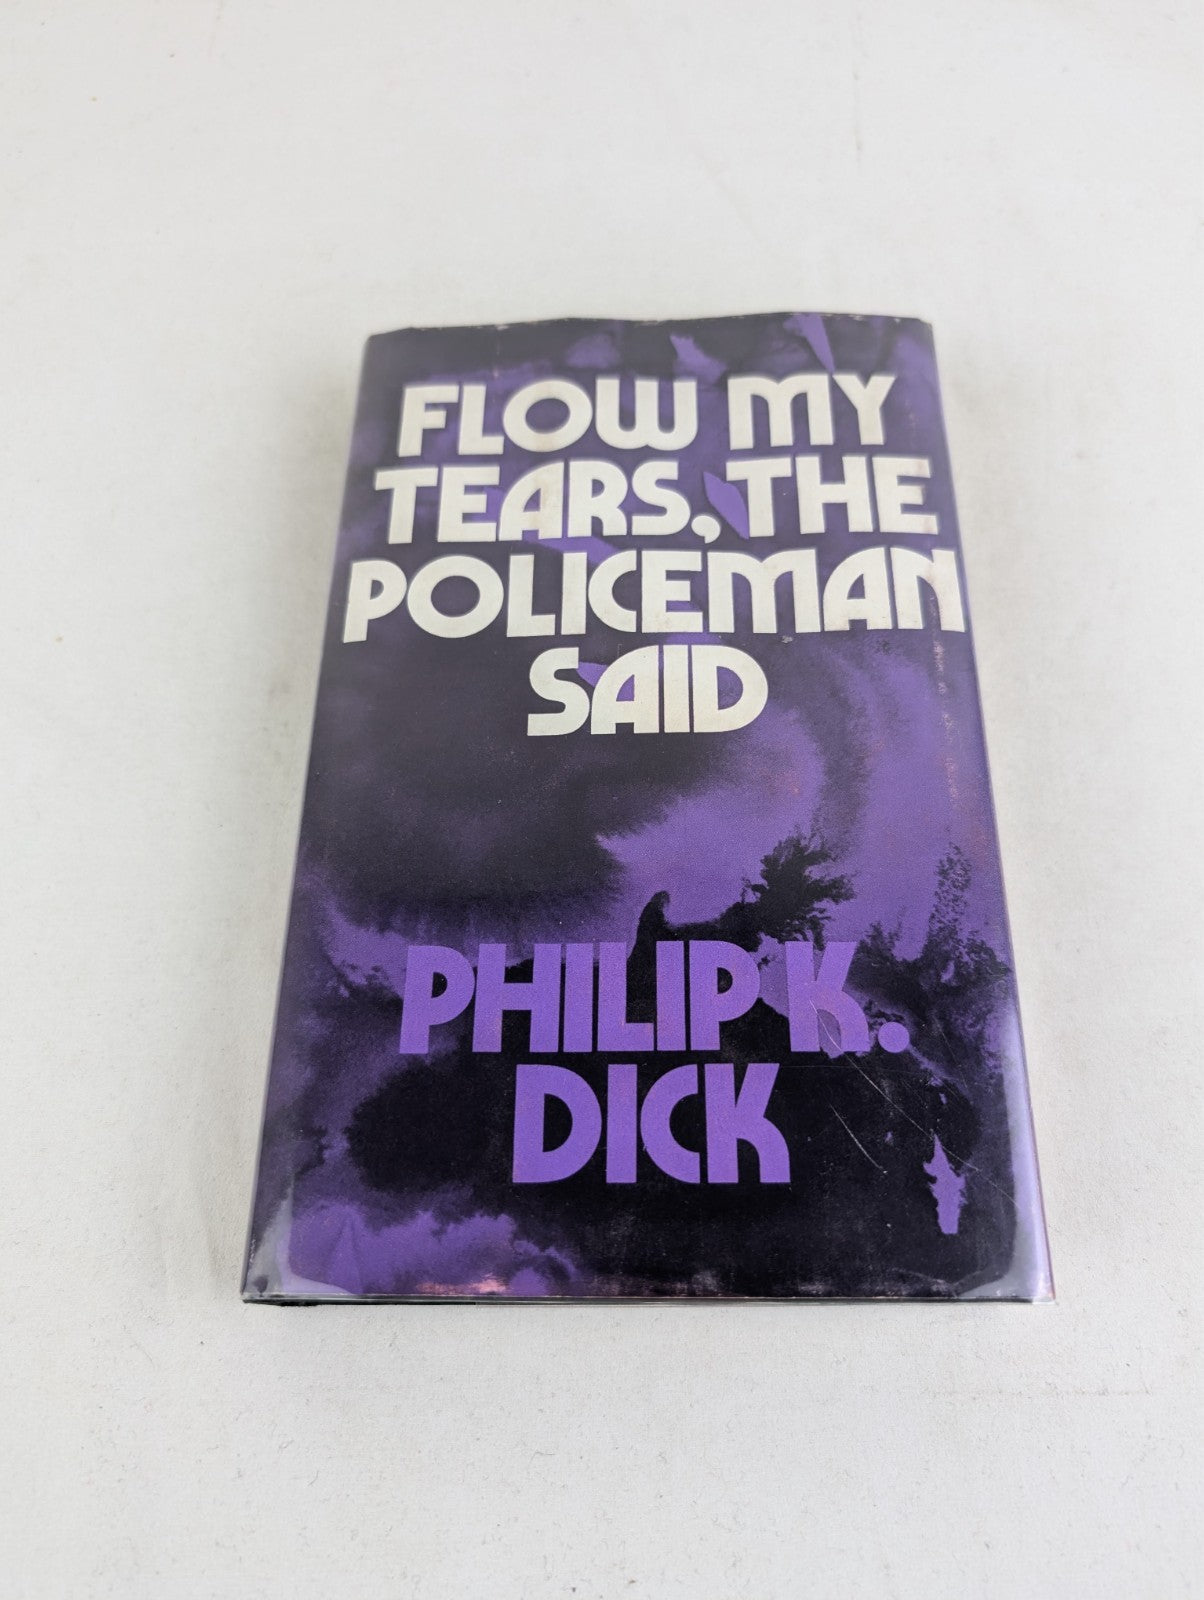 FLOW MY
TEARS, THE
POLICEMAN
SAID
PHILIP K.
DICK